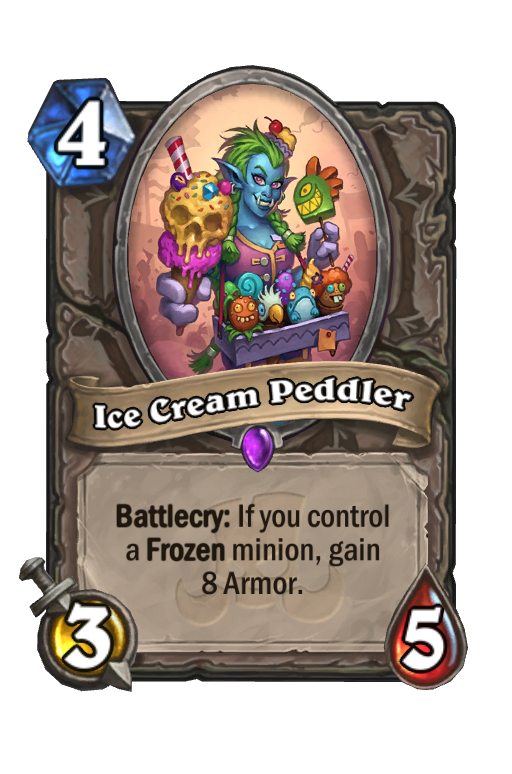 4
Ice Cream Peddler
Battlecry: If you control
a Frozen minion, gain
8 Armor.
3
5